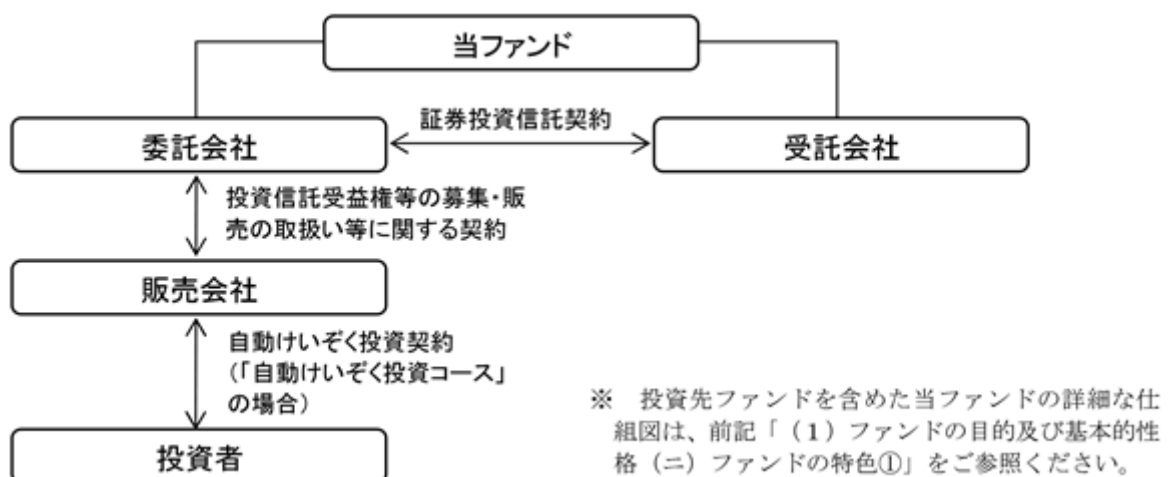 当ファンド
証券投資信託契約
委託会社
受託会社
投資信託受益権等の募集・販
売の取扱い等に関する契約
販売会社
自動けいぞく投資契約
(「自動けいぞく投資コース」
の場合)
投資者
※ 投資先ファンドを含めた当ファンドの詳細な仕
組図は、前記「(1)ファンドの目的及び基本的性
格(ニ)ファンドの特色①」をご参照ください。